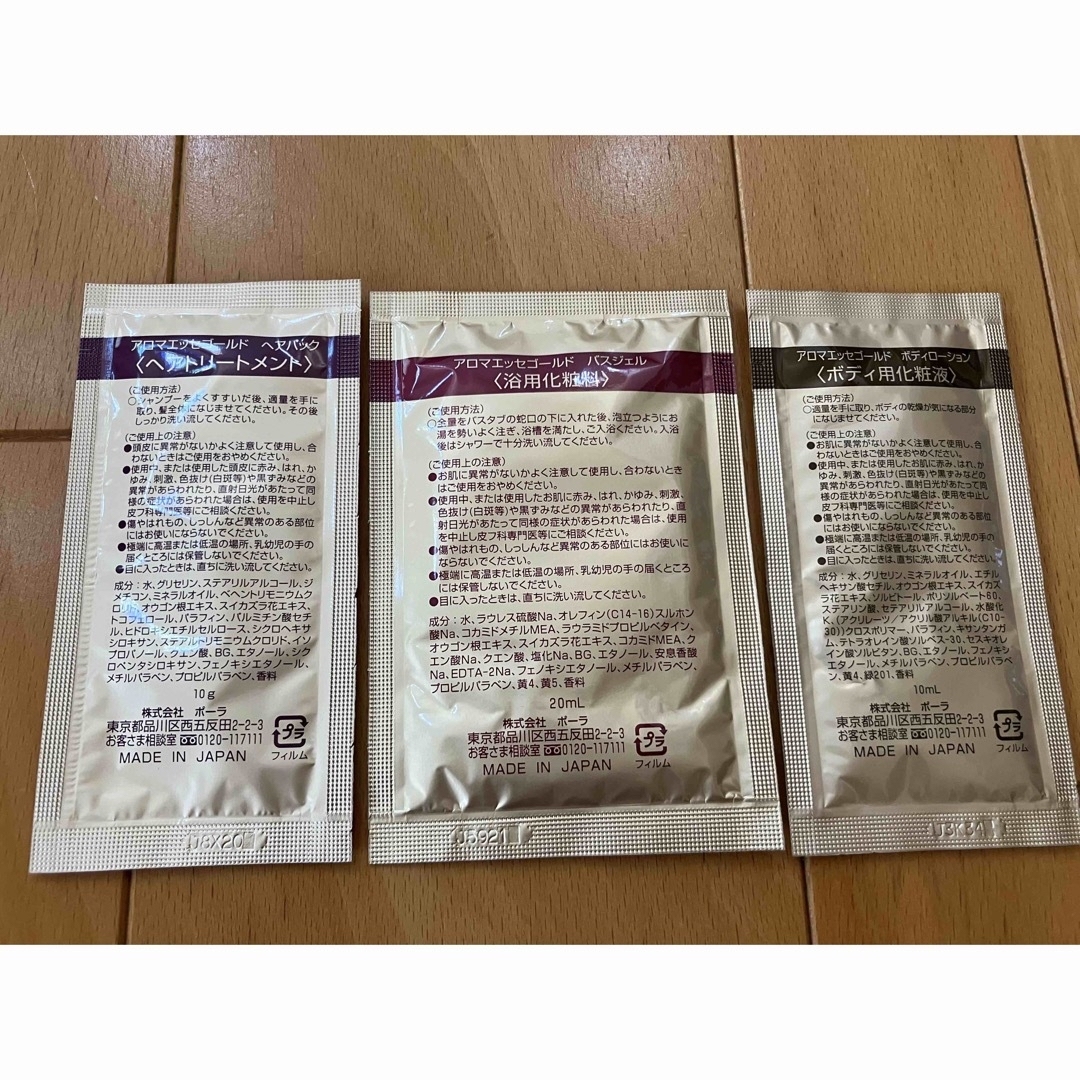 アロマエッセゴールド ヘヤパック
〈ヘアトリートメント〉
〈ご使用方法〉
○シャンプーをよくすすいだ後、適量を手に
取り、髪全体になじませてください。その後
しっかり洗い流してください。
〈ご使用上の注意〉
●頭皮に異常がないかよく注意して使用し、合
わないときはご使用をおやめください。
●使用中、または使用した頭皮に赤み、はれ、か
ゆみ、刺激、色抜け(白斑等)や黒ずみなどの
異常があらわれたり、直射日光があたって同
様の症状があらわれた場合は、使用を中止し
皮フ科専門医等にご相談ください。
●傷やはれもの、しっしんなど異常のある部位
にはお使いにならないでください。
●極端に高温または低温の場所、乳幼児の手の
届くところには保管しないでください。
●目に入ったときは、直ちに洗い流してください。
成分：水、グリセリン、ステアリルアルコール、ジ
メチコン、ミネラルオイル、ベヘントリモニウムク
ロリド、オウゴン根エキス、スイカズラ花エキス、
トコフェロール、パラフィン、パルミチン酸セチ
ル、ヒドロキシエチルセルロース、シクロヘキサ
シロキサン、ステアルトリモニウムクロリド、イソ
プロパノール、クエン酸、BG、エタノール、シク
ロペンタシロキサン、フェノキシエタノール、
メチルパラベン、プロピルパラベン、香料
10g
株式会社 ポーラ
東京都品川区西五反田2-2-3
お客さま相談室 0120-117111
MADE IN JAPAN
プラ
フィルム
J8X20
アロマエッセゴールド バスジェル
〈浴用化粧料〉
〈ご使用方法〉
○全量をバスタブの蛇口の下に入れた後、泡立つようにお
湯を勢いよく注ぎ、浴槽を満たし、ご入浴ください。入浴
後はシャワーで十分洗い流してください。
〈ご使用上の注意〉
●お肌に異常がないかよく注意して使用し、合わないとき
はご使用をおやめください。
●使用中、または使用したお肌に赤み、はれ、かゆみ、刺激、
色抜け(白斑等)や黒ずみなどの異常があらわれたり、直
射日光があたって同様の症状があらわれた場合は、使用
を中止し皮フ科専門医等にご相談ください。
●傷やはれもの、しっしんなど異常のある部位にはお使いに
ならないでください。
●極端に高温または低温の場所、乳幼児の手の届くところ
には保管しないでください。
●目に入ったときは、直ちに洗い流してください。
成分：水、ラウレス硫酸Na、オレフィン(C14-16)スルホン
酸Na、コカミドメチルMEA、ラウラミドプロピルベタイン、
オウゴン根エキス、スイカズラ花エキス、コカミドMEA、ク
エン酸Na、クエン酸、塩化Na、BG、エタノール、安息香酸
Na、EDTA-2Na、フェノキシエタノール、メチルパラベン、
プロピルパラベン、黄4、黄5、香料
20mL
株式会社 ポーラ
東京都品川区西五反田2-2-3
お客さま相談室 0120-117111
MADE IN JAPAN
プラ
フィルム
J5921
アロマエッセゴールド ボディローション
〈ボディ用化粧液〉
〈ご使用方法〉
○適量を手に取り、ボディの乾燥が気になる部分
になじませてください。
〈ご使用上の注意〉
●お肌に異常がないかよく注意して使用し、合
わないときはご使用をおやめください。
●使用中、または使用したお肌に赤み、はれ、か
ゆみ、刺激、色抜け(白斑等)や黒ずみなどの
異常があらわれたり、直射日光があたって同
様の症状があらわれた場合は、使用を中止し
皮フ科専門医等にご相談ください。
●傷やはれもの、しっしんなど異常のある部位
にはお使いにならないでください。
●極端に高温または低温の場所、乳幼児の手の
届くところには保管しないでください。
●目に入ったときは、直ちに洗い流してください。
成分：水、グリセリン、ミネラルオイル、エチル
ヘキサン酸セチル、オウゴン根エキス、スイカズ
ラ花エキス、ソルビトール、ポリソルベート60、
ステアリン酸、セテアリルアルコール、水酸化
K、(アクリレーツ/アクリル酸アルキル(C10-
30))クロスポリマー、パラフィン、キサンタンガ
ム、テトラオレイン酸ソルベス-30、セスキオレ
イン酸ソルビタン、BG、エタノール、フェノキシ
エタノール、メチルパラベン、プロピルパラベ
ン、黄4、緑201、香料
10mL
株式会社 ポーラ
東京都品川区西五反田2-2-3
お客さま相談室 0120-117111
MADE IN JAPAN
プラ
フィルム
J3K34